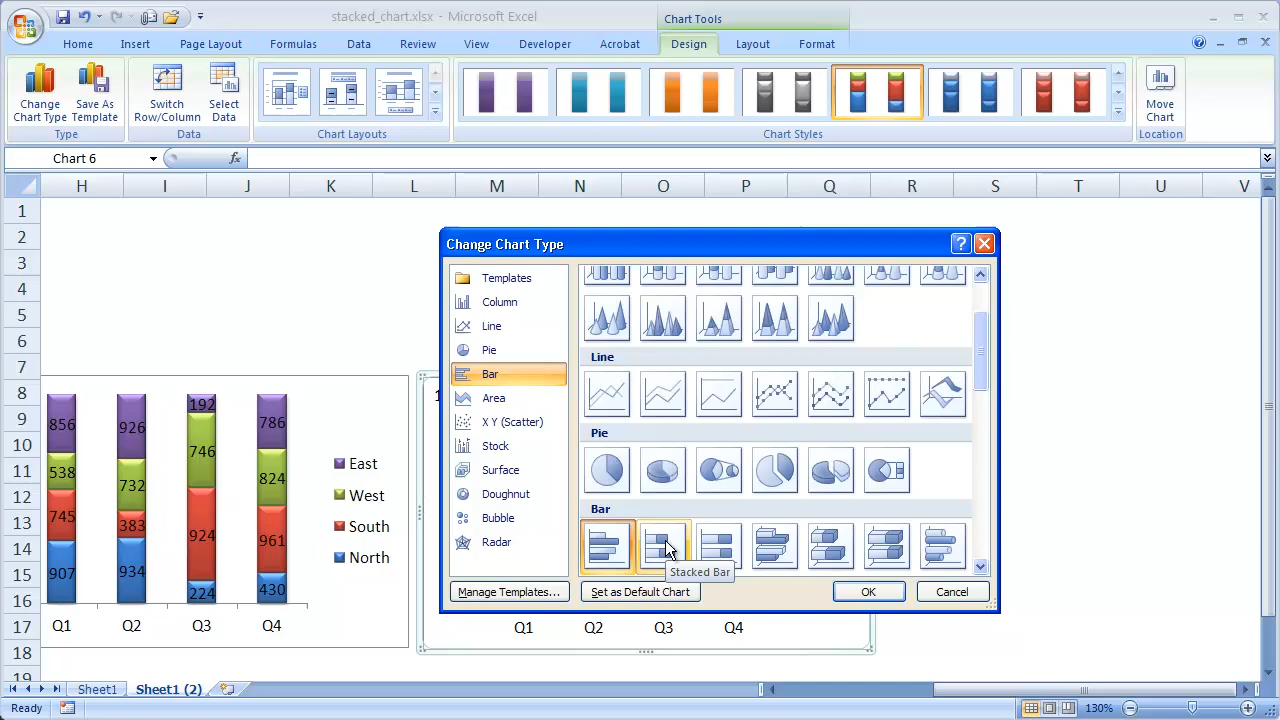 stacked_chart.xlsx - Microsoft Excel
Chart Tools
Home Insert Page Layout Formulas Data Review View Developer Acrobat Design Layout Format
Change Chart Type
Save As Template
Switch Row/Column
Select Data
Move Chart
Type Data Chart Layouts Chart Styles Location
Chart 6
fx
H I J K L M N O P Q R S T U V
1
2
3
4
5
6
7
8
9
10
11
12
13
14
15
16
17
18
19
856 926 192 786
538 732 746 824
745 383 924 961
907 934 224 430
Q1 Q2 Q3 Q4
East
West
South
North
Q1 Q2 Q3 Q4
Change Chart Type
?
Templates
Column
Line
Pie
Bar
Area
X Y (Scatter)
Stock
Surface
Doughnut
Bubble
Radar
Line
Pie
Bar
Stacked Bar
Manage Templates...
Set as Default Chart
OK
Cancel
Sheet1 Sheet1 (2)
Ready
130%